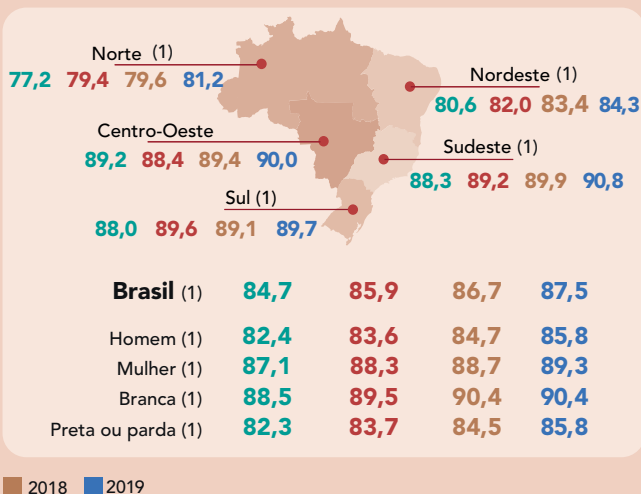 Norte (1)
77,2 79,4 79,6 81,2
Nordeste (1)
80,6 82,0 83,4 84,3
Centro-Oeste
89,2 88,4 89,4 90,0
Sudeste (1)
88,3 89,2 89,9 90,8
Sul (1)
88,0 89,6 89,1 89,7
Brasil (1) 84,7 85,9 86,7 87,5
Homem (1) 82,4 83,6 84,7 85,8
Mulher (1) 87,1 88,3 88,7 89,3
Branca (1) 88,5 89,5 90,4 90,4
Preta ou parda (1) 82,3 83,7 84,5 85,8
2018 2019